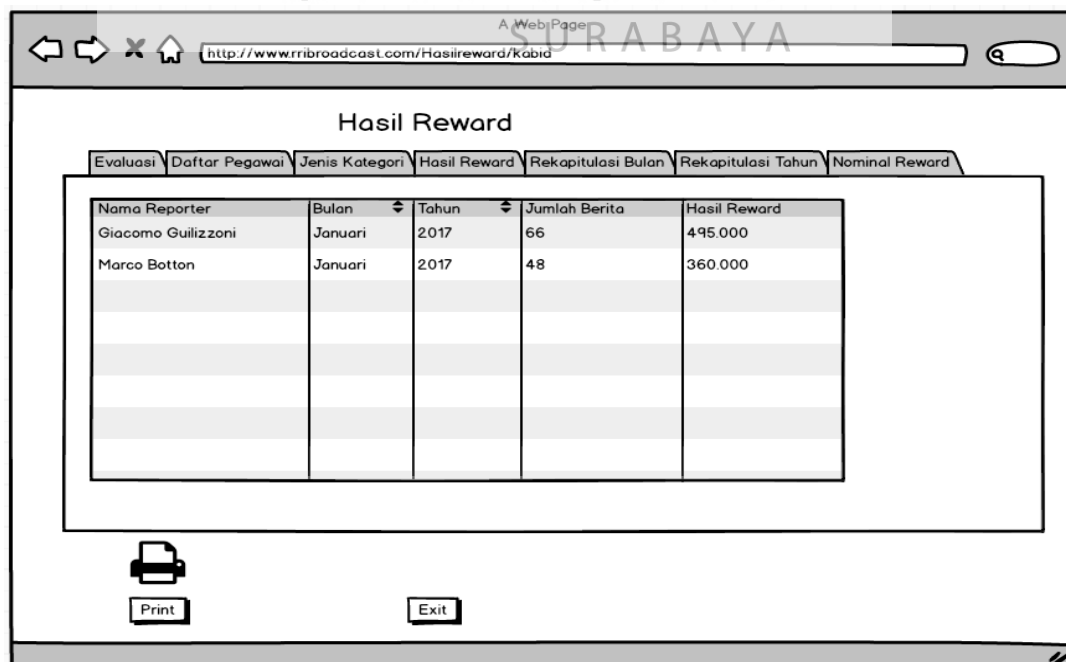 A Web Page
SURABAYA
http://www.rribroadcast.com/Hasilreward/kabid
Hasil Reward
Evaluasi Daftar Pegawai Jenis Kategori Hasil Reward Rekapitulasi Bulan Rekapitulasi Tahun Nominal Reward
Nama Reporter Bulan Tahun Jumlah Berita Hasil Reward
Giacomo Guilizzoni Januari 2017 66 495.000
Marco Botton Januari 2017 48 360.000
Print Exit